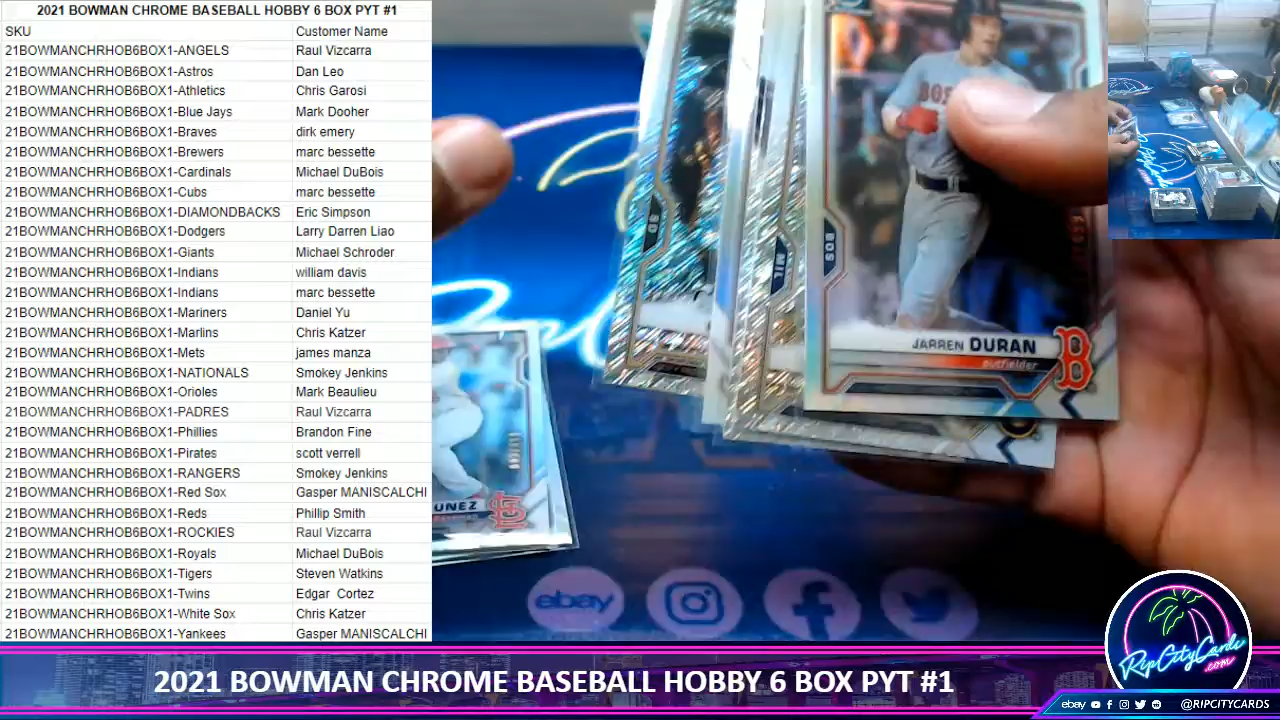 2021 BOWMAN CHROME BASEBALL HOBBY 6 BOX PYT #1
SKU Customer Name
21BOWMANCHRHOB6BOX1-ANGELS Raul Vizcarra
21BOWMANCHRHOB6BOX1-Astros Dan Leo
21BOWMANCHRHOB6BOX1-Athletics Chris Garosi
21BOWMANCHRHOB6BOX1-Blue Jays Mark Dooher
21BOWMANCHRHOB6BOX1-Braves dirk emery
21BOWMANCHRHOB6BOX1-Brewers marc bessette
21BOWMANCHRHOB6BOX1-Cardinals Michael DuBois
21BOWMANCHRHOB6BOX1-Cubs marc bessette
21BOWMANCHRHOB6BOX1-DIAMONDBACKS Eric Simpson
21BOWMANCHRHOB6BOX1-Dodgers Larry Darren Liao
21BOWMANCHRHOB6BOX1-Giants Michael Schroder
21BOWMANCHRHOB6BOX1-Indians william davis
21BOWMANCHRHOB6BOX1-Indians marc bessette
21BOWMANCHRHOB6BOX1-Mariners Daniel Yu
21BOWMANCHRHOB6BOX1-Marlins Chris Katzer
21BOWMANCHRHOB6BOX1-Mets james manza
21BOWMANCHRHOB6BOX1-NATIONALS Smokey Jenkins
21BOWMANCHRHOB6BOX1-Orioles Mark Beaulieu
21BOWMANCHRHOB6BOX1-PADRES Raul Vizcarra
21BOWMANCHRHOB6BOX1-Phillies Brandon Fine
21BOWMANCHRHOB6BOX1-Pirates scott verrell
21BOWMANCHRHOB6BOX1-RANGERS Smokey Jenkins
21BOWMANCHRHOB6BOX1-Red Sox Gasper MANISCALCHI
21BOWMANCHRHOB6BOX1-Reds Phillip Smith
21BOWMANCHRHOB6BOX1-ROCKIES Raul Vizcarra
21BOWMANCHRHOB6BOX1-Royals Michael DuBois
21BOWMANCHRHOB6BOX1-Tigers Steven Watkins
21BOWMANCHRHOB6BOX1-Twins Edgar Cortez
21BOWMANCHRHOB6BOX1-White Sox Chris Katzer
21BOWMANCHRHOB6BOX1-Yankees Gasper MANISCALCHI
BOS
SD
MIL
BOS
JARREN DURAN
outfielder
B
UNEZ
ebay
RipCityCards
.com
2021 BOWMAN CHROME BASEBALL HOBBY 6 BOX PYT #1
ebay @RIPCITYCARDS